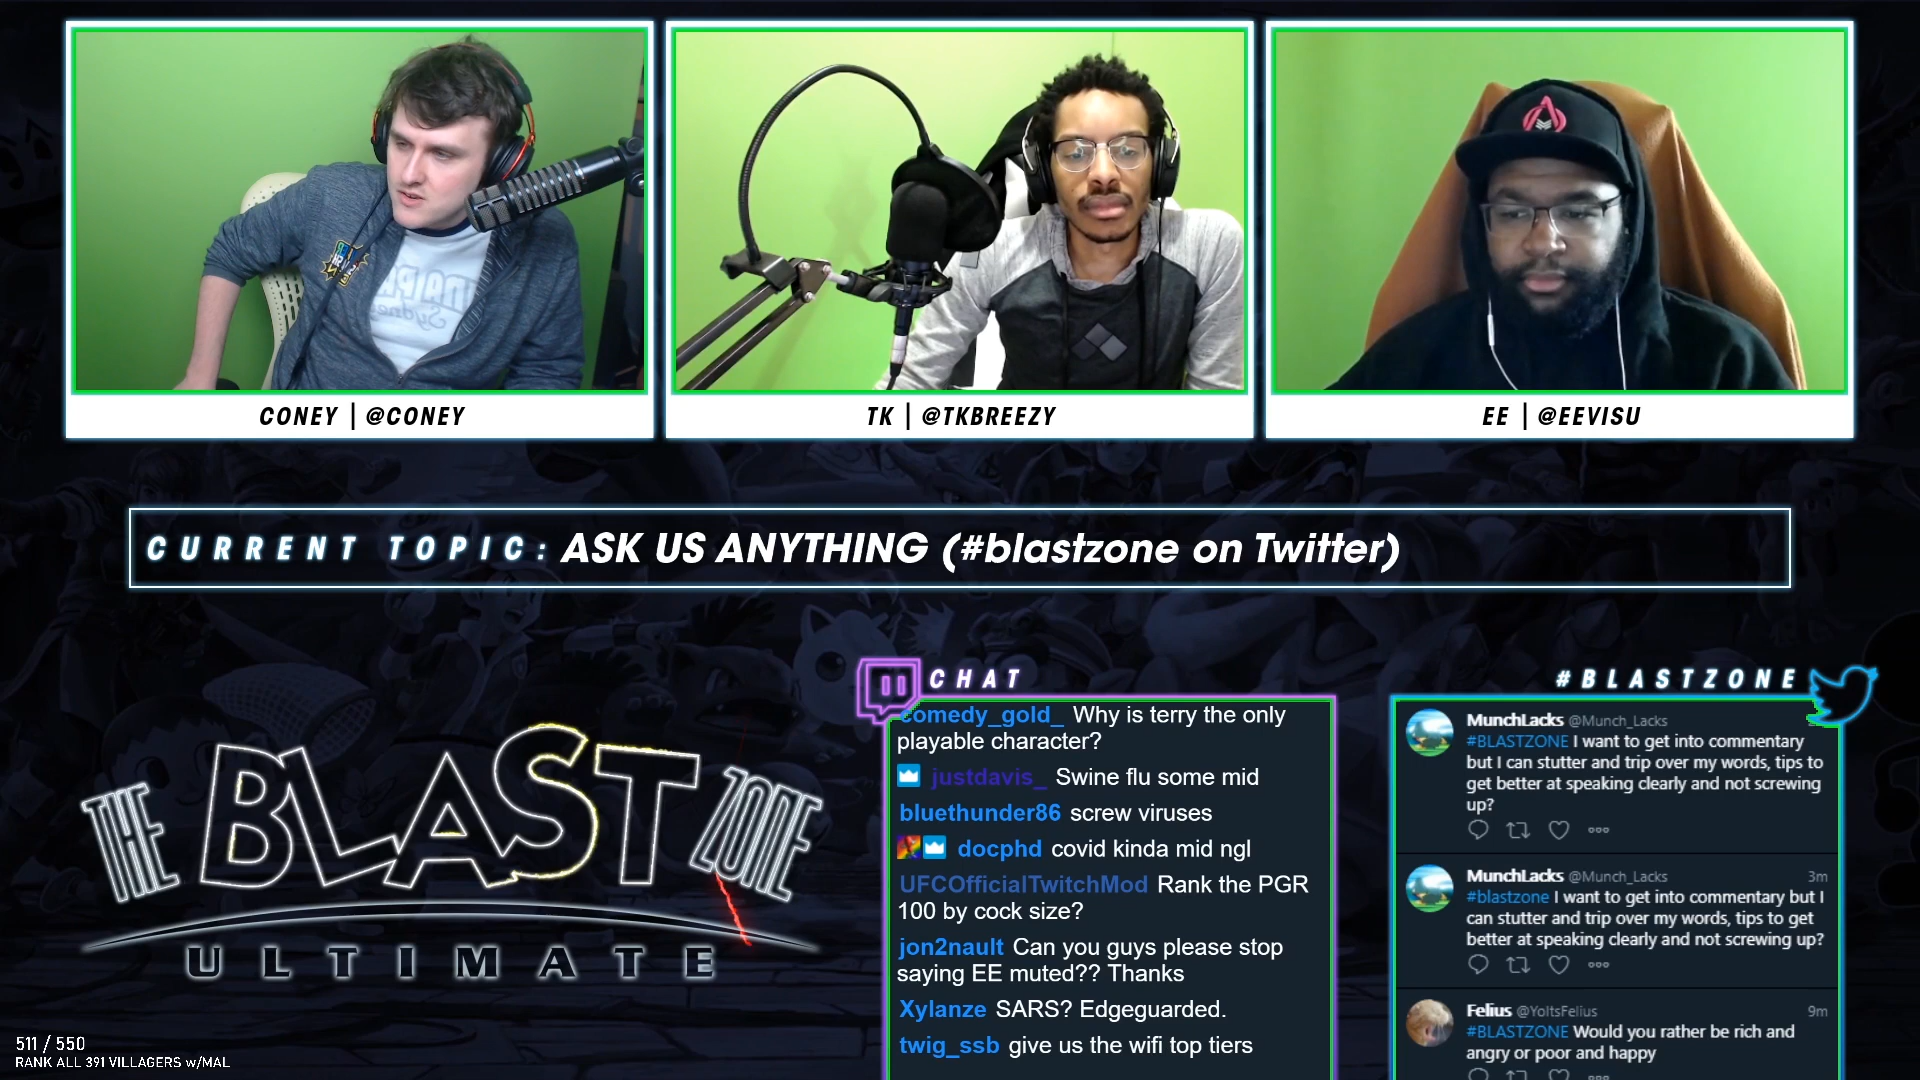 CONEY | @CONEY
TK | @TKBREEZY
EE | @EEVISU
CURRENT TOPIC: ASK US ANYTHING (#blastzone on Twitter)
THE BLAST ZONE
ULTIMATE
511 / 550
RANK ALL 391 VILLAGERS w/MAL
CHAT
comedy_gold_ Why is terry the only
playable character?
justdavis_ Swine flu some mid
bluethunder86 screw viruses
docphd covid kinda mid ngl
UFCOfficialTwitchMod Rank the PGR
100 by cock size?
jon2nault Can you guys please stop
saying EE muted?? Thanks
Xylanze SARS? Edgeguarded.
twig_ssb give us the wifi top tiers
#BLASTZONE
MunchLacks @Munch_Lacks
#BLASTZONE I want to get into commentary
but I can stutter and trip over my words, tips to
get better at speaking clearly and not screwing
up?
MunchLacks @Munch_Lacks 3m
#blastzone I want to get into commentary but I
can stutter and trip over my words, tips to get
better at speaking clearly and not screwing up?
Felius @YoItsFelius 9m
#BLASTZONE Would you rather be rich and
angry or poor and happy